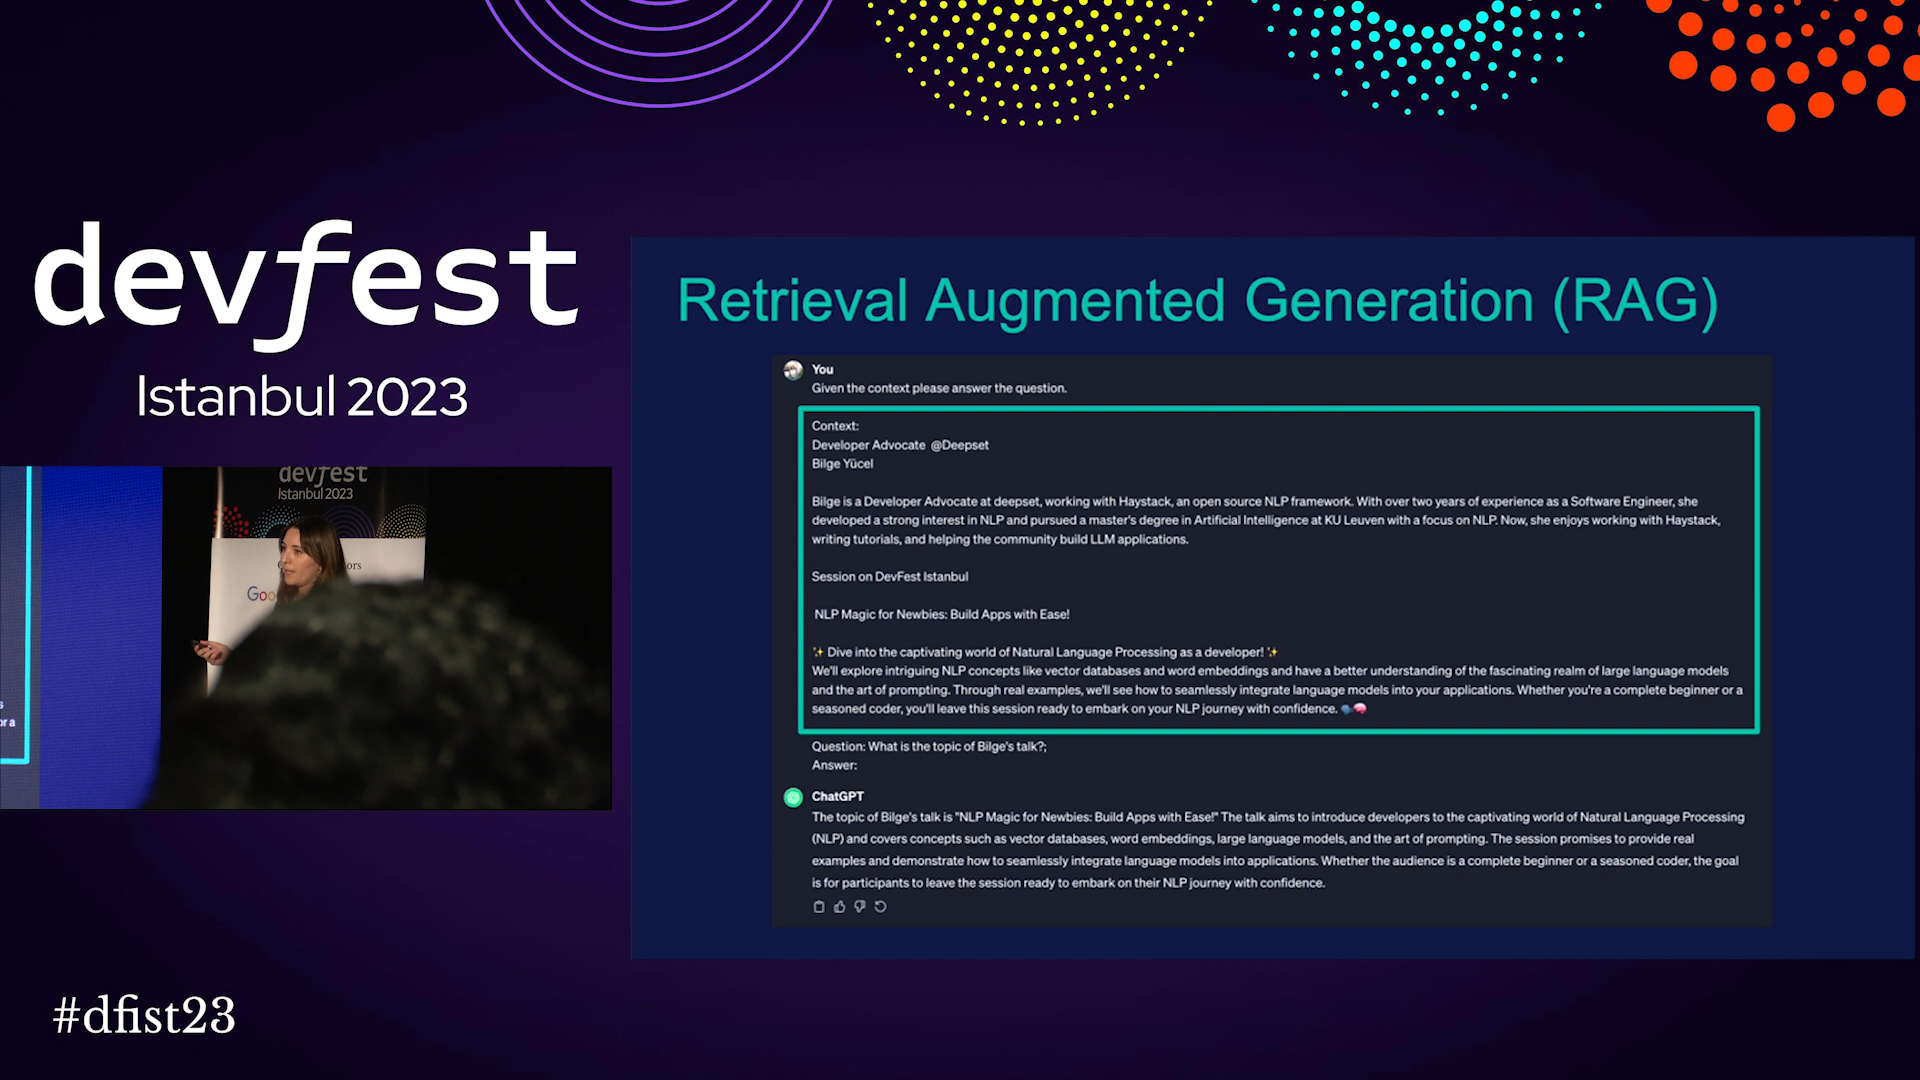 devfest
Istanbul 2023
devfest
Istanbul 2023
ors
Goo
or a
#dfist23
Retrieval Augmented Generation (RAG)
You
Given the context please answer the question.
Context:
Developer Advocate @Deepset
Bilge Yücel
Bilge is a Developer Advocate at deepset, working with Haystack, an open source NLP framework. With over two years of experience as a Software Engineer, she
developed a strong interest in NLP and pursued a master's degree in Artificial Intelligence at KU Leuven with a focus on NLP. Now, she enjoys working with Haystack,
writing tutorials, and helping the community build LLM applications.
Session on DevFest Istanbul
NLP Magic for Newbies: Build Apps with Ease!
✨ Dive into the captivating world of Natural Language Processing as a developer! ✨
We'll explore intriguing NLP concepts like vector databases and word embeddings and have a better understanding of the fascinating realm of large language models
and the art of prompting. Through real examples, we'll see how to seamlessly integrate language models into your applications. Whether you're a complete beginner or a
seasoned coder, you'll leave this session ready to embark on your NLP journey with confidence. 🗣️🧠
Question: What is the topic of Bilge's talk?;
Answer:
ChatGPT
The topic of Bilge's talk is "NLP Magic for Newbies: Build Apps with Ease!" The talk aims to introduce developers to the captivating world of Natural Language Processing
(NLP) and covers concepts such as vector databases, word embeddings, large language models, and the art of prompting. The session promises to provide real
examples and demonstrate how to seamlessly integrate language models into applications. Whether the audience is a complete beginner or a seasoned coder, the goal
is for participants to leave the session ready to embark on their NLP journey with confidence.